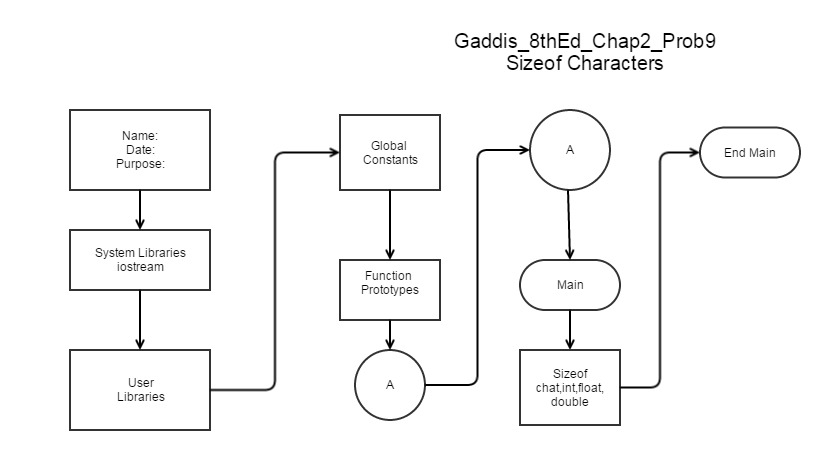 Gaddis_8thEd_Chap2_Prob9
Sizeof Characters
Name:
Date:
Purpose:
System Libraries
iostream
User
Libraries
Global
Constants
Function
Prototypes
A
A
Main
Sizeof
chat,int,float,
double
End Main